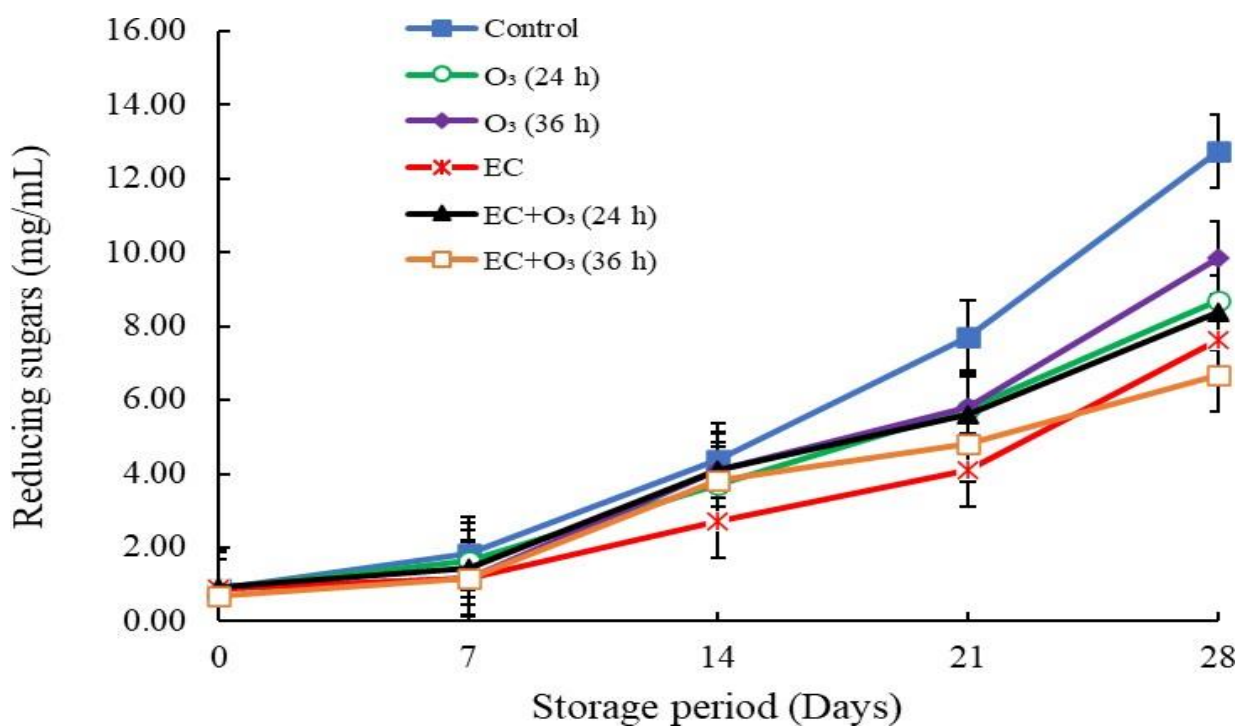 16.00
14.00
12.00
10.00
8.00
6.00
4.00
2.00
0.00
Reducing sugars (mg/mL)
Control
O₃ (24 h)
O₃ (36 h)
EC
EC+O₃ (24 h)
EC+O₃ (36 h)
0 7 14 21 28
Storage period (Days)